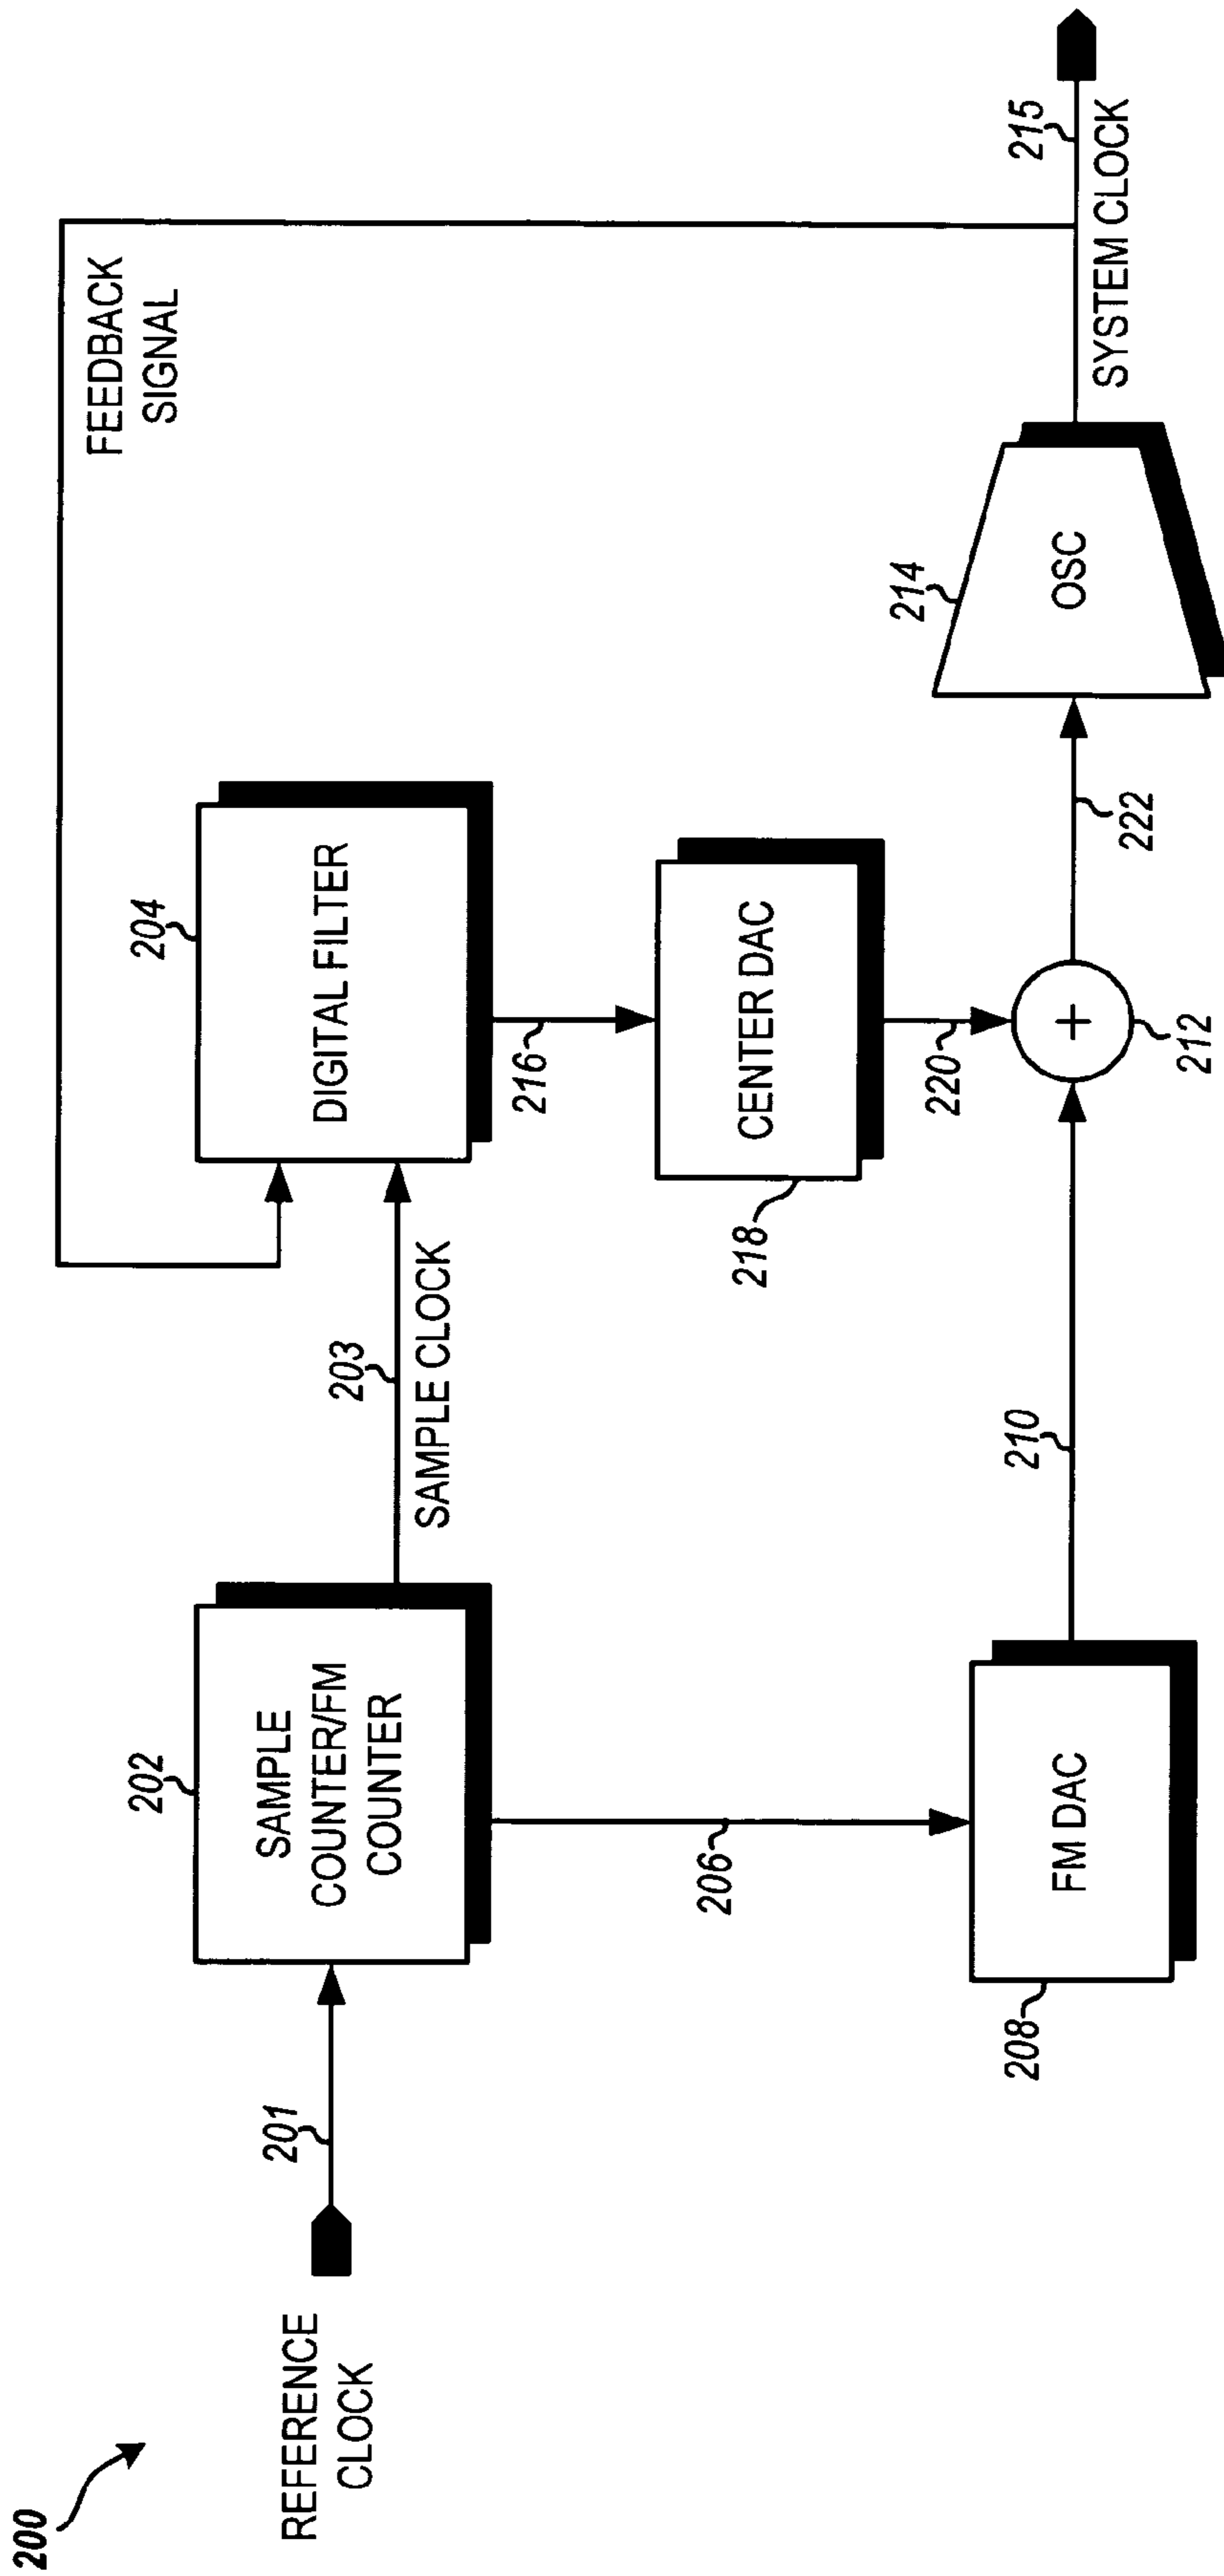 200
REFERENCE
CLOCK
201
202
SAMPLE
COUNTER/FM
COUNTER
203
SAMPLE CLOCK
204
DIGITAL FILTER
FEEDBACK
SIGNAL
206
216
218
CENTER DAC
208
FM DAC
210
220
+
212
222
214
OSC
215
SYSTEM CLOCK